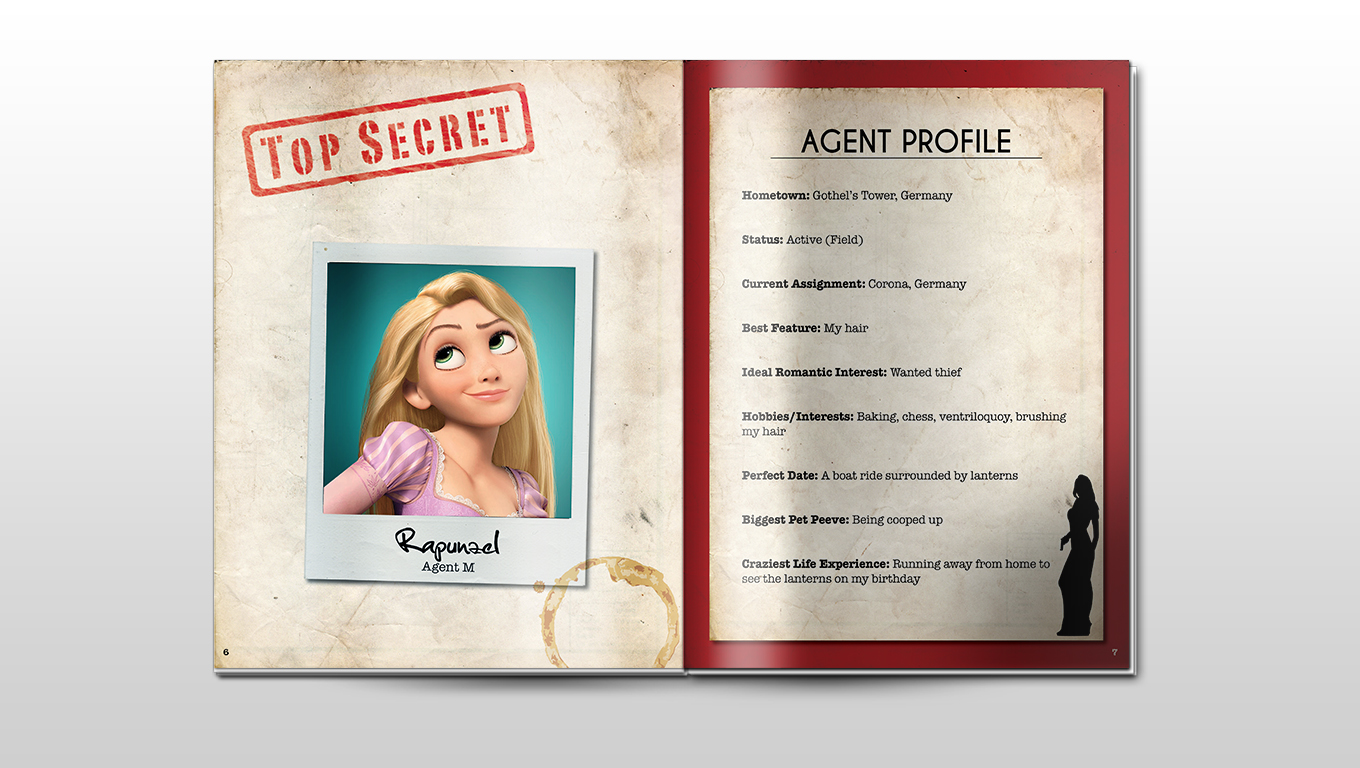 TOP SECRET
Rapunzel
Agent M
6
AGENT PROFILE
Hometown: Gothel's Tower, Germany
Status: Active (Field)
Current Assignment: Corona, Germany
Best Feature: My hair
Ideal Romantic Interest: Wanted thief
Hobbies/Interests: Baking, chess, ventriloquoy, brushing
my hair
Perfect Date: A boat ride surrounded by lanterns
Biggest Pet Peeve: Being cooped up
Craziest Life Experience: Running away from home to
see the lanterns on my birthday
7